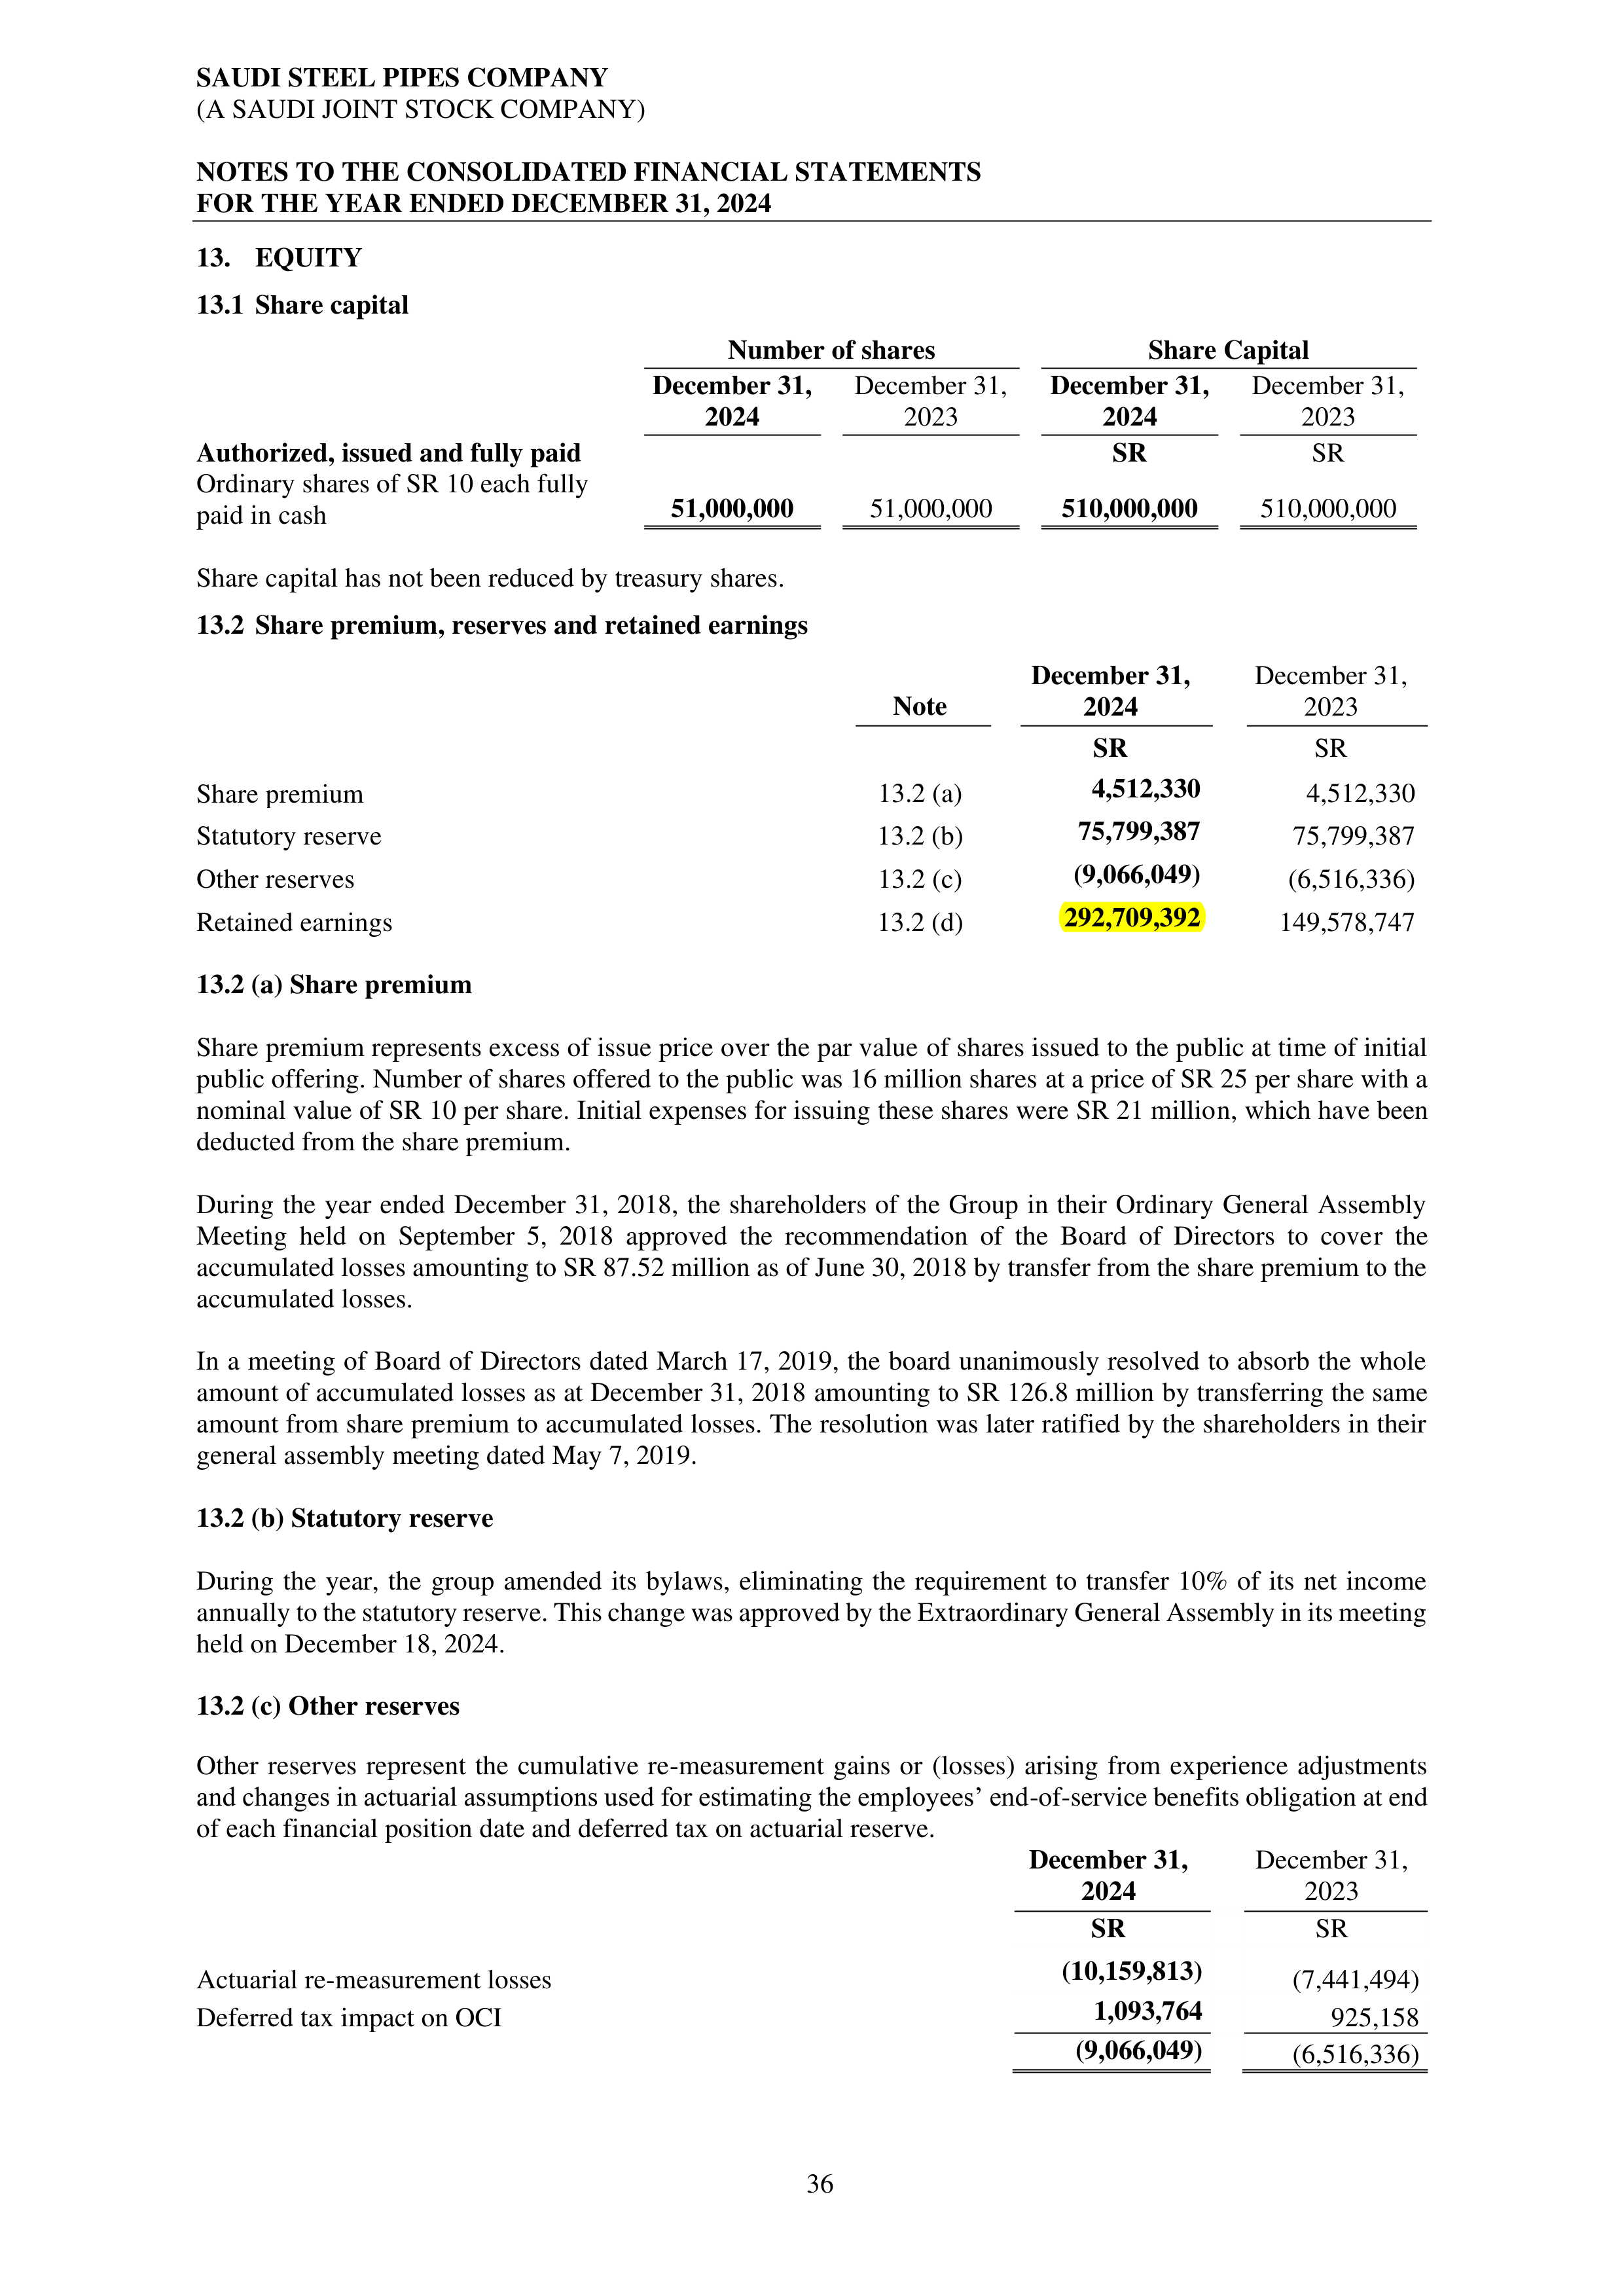 SAUDI STEEL PIPES COMPANY
(A SAUDI JOINT STOCK COMPANY)
NOTES TO THE CONSOLIDATED FINANCIAL STATEMENTS
FOR THE YEAR ENDED DECEMBER 31, 2024
13. EQUITY
13.1 Share capital
Number of shares Share Capital
December 31, December 31, December 31, December 31,
2024 2023 2024 2023
Authorized, issued and fully paid SR SR
Ordinary shares of SR 10 each fully
paid in cash 51,000,000 51,000,000 510,000,000 510,000,000
Share capital has not been reduced by treasury shares.
13.2 Share premium, reserves and retained earnings
December 31, December 31,
Note 2024 2023
SR SR
Share premium 13.2 (a) 4,512,330 4,512,330
Statutory reserve 13.2 (b) 75,799,387 75,799,387
Other reserves 13.2 (c) (9,066,049) (6,516,336)
Retained earnings 13.2 (d) 292,709,392 149,578,747
13.2 (a) Share premium
Share premium represents excess of issue price over the par value of shares issued to the public at time of initial
public offering. Number of shares offered to the public was 16 million shares at a price of SR 25 per share with a
nominal value of SR 10 per share. Initial expenses for issuing these shares were SR 21 million, which have been
deducted from the share premium.
During the year ended December 31, 2018, the shareholders of the Group in their Ordinary General Assembly
Meeting held on September 5, 2018 approved the recommendation of the Board of Directors to cover the
accumulated losses amounting to SR 87.52 million as of June 30, 2018 by transfer from the share premium to the
accumulated losses.
In a meeting of Board of Directors dated March 17, 2019, the board unanimously resolved to absorb the whole
amount of accumulated losses as at December 31, 2018 amounting to SR 126.8 million by transferring the same
amount from share premium to accumulated losses. The resolution was later ratified by the shareholders in their
general assembly meeting dated May 7, 2019.
13.2 (b) Statutory reserve
During the year, the group amended its bylaws, eliminating the requirement to transfer 10% of its net income
annually to the statutory reserve. This change was approved by the Extraordinary General Assembly in its meeting
held on December 18, 2024.
13.2 (c) Other reserves
Other reserves represent the cumulative re-measurement gains or (losses) arising from experience adjustments
and changes in actuarial assumptions used for estimating the employees’ end-of-service benefits obligation at end
of each financial position date and deferred tax on actuarial reserve.
December 31, December 31,
2024 2023
SR SR
Actuarial re-measurement losses (10,159,813) (7,441,494)
Deferred tax impact on OCI 1,093,764 925,158
(9,066,049) (6,516,336)
36